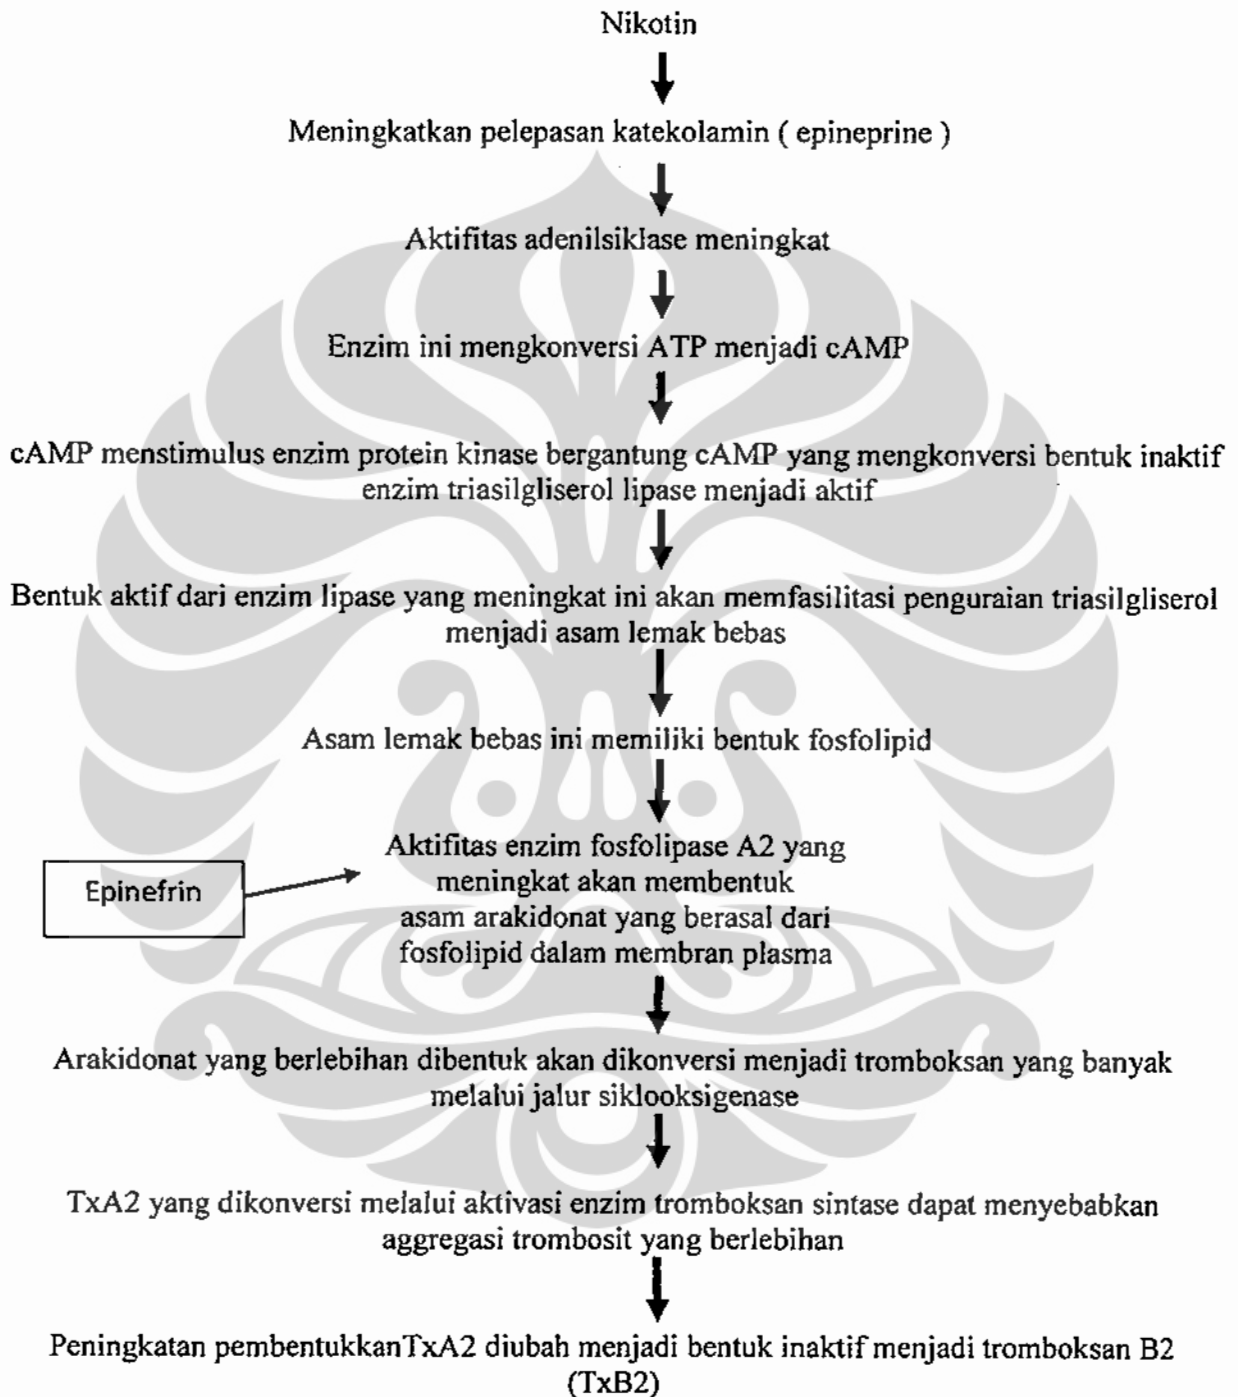 Nikotin
Meningkatkan pelepasan katekolamin ( epineprine )
Aktifitas adenilsiklase meningkat
Enzim ini mengkonversi ATP menjadi cAMP
cAMP menstimulus enzim protein kinase bergantung cAMP yang mengkonversi bentuk inaktif
enzim triasilgliserol lipase menjadi aktif
Bentuk aktif dari enzim lipase yang meningkat ini akan memfasilitasi penguraian triasilgliserol
menjadi asam lemak bebas
Asam lemak bebas ini memiliki bentuk fosfolipid
Epinefrin
Aktifitas enzim fosfolipase A2 yang
meningkat akan membentuk
asam arakidonat yang berasal dari
fosfolipid dalam membran plasma
Arakidonat yang berlebihan dibentuk akan dikonversi menjadi tromboksan yang banyak
melalui jalur siklooksigenase
TxA2 yang dikonversi melalui aktivasi enzim tromboksan sintase dapat menyebabkan
aggregasi trombosit yang berlebihan
Peningkatan pembentukkanTxA2 diubah menjadi bentuk inaktif menjadi tromboksan B2
(TxB2)